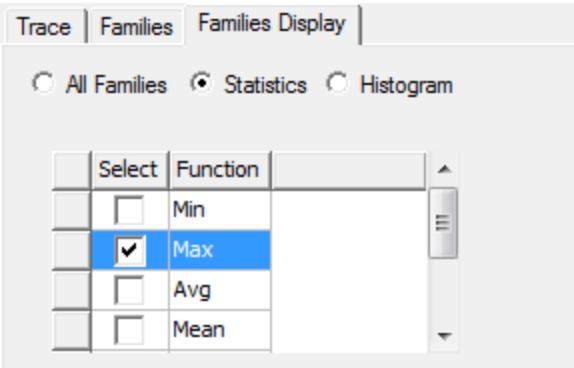 Trace Families Families Display
All Families Statistics Histogram
Select Function
Min
Max
Avg
Mean